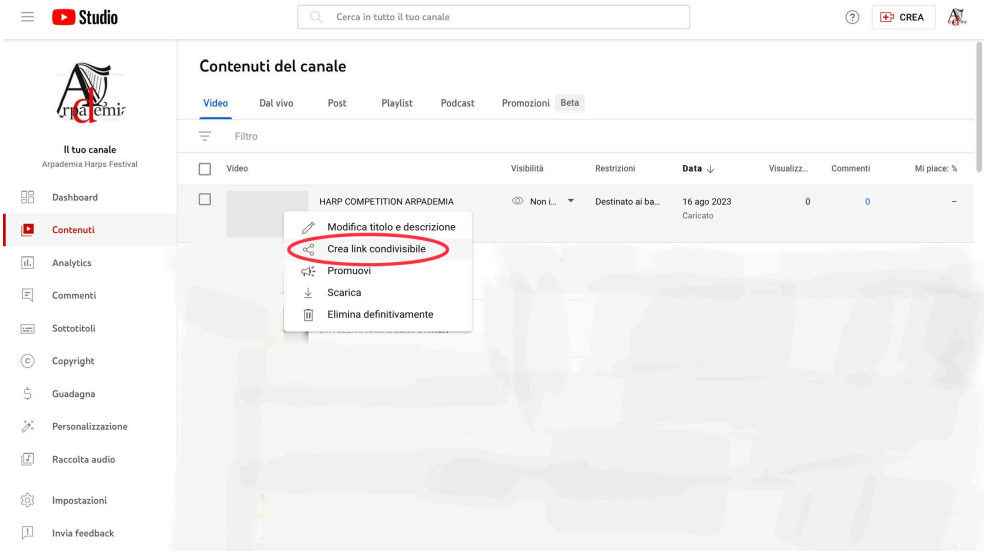 Studio
Cerca in tutto il tuo canale
CREA
Arpademia
Il tuo canale
Arpademia Harps Festival
Dashboard
Contenuti
Analytics
Commenti
Sottotitoli
Copyright
Guadagna
Personalizzazione
Raccolta audio
Impostazioni
Invia feedback
Contenuti del canale
Video Dal vivo Post Playlist Podcast Promozioni Beta
Filtro
Video Visibilità Restrizioni Data ↓ Visualizz... Commenti Mi piace: %
HARP COMPETITION ARPADEMIA Non i... Destinato ai ba... 16 ago 2023 0 0 –
Caricato
Modifica titolo e descrizione
Crea link condivisibile
Promuovi
Scarica
Elimina definitivamente